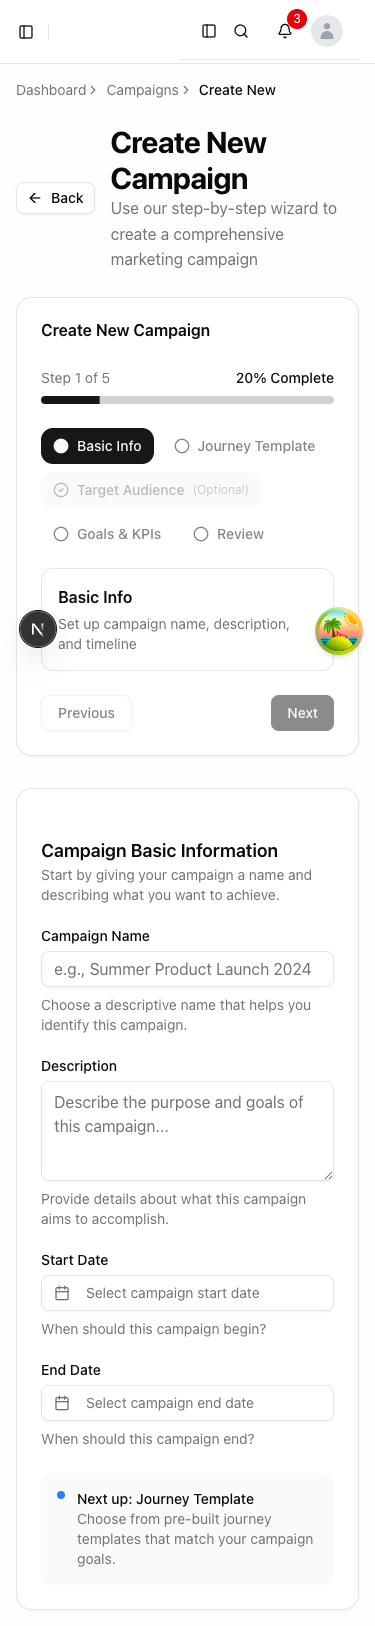 3
Dashboard > Campaigns > Create New
Back
Create New
Campaign
Use our step-by-step wizard to
create a comprehensive
marketing campaign
Create New Campaign
Step 1 of 5
20% Complete
Basic Info
Journey Template
Target Audience (Optional)
Goals & KPIs
Review
Basic Info
Set up campaign name, description,
and timeline
N
Previous
Next
Campaign Basic Information
Start by giving your campaign a name and
describing what you want to achieve.
Campaign Name
e.g., Summer Product Launch 2024
Choose a descriptive name that helps you
identify this campaign.
Description
Describe the purpose and goals of
this campaign...
Provide details about what this campaign
aims to accomplish.
Start Date
Select campaign start date
When should this campaign begin?
End Date
Select campaign end date
When should this campaign end?
Next up: Journey Template
Choose from pre-built journey
templates that match your campaign
goals.